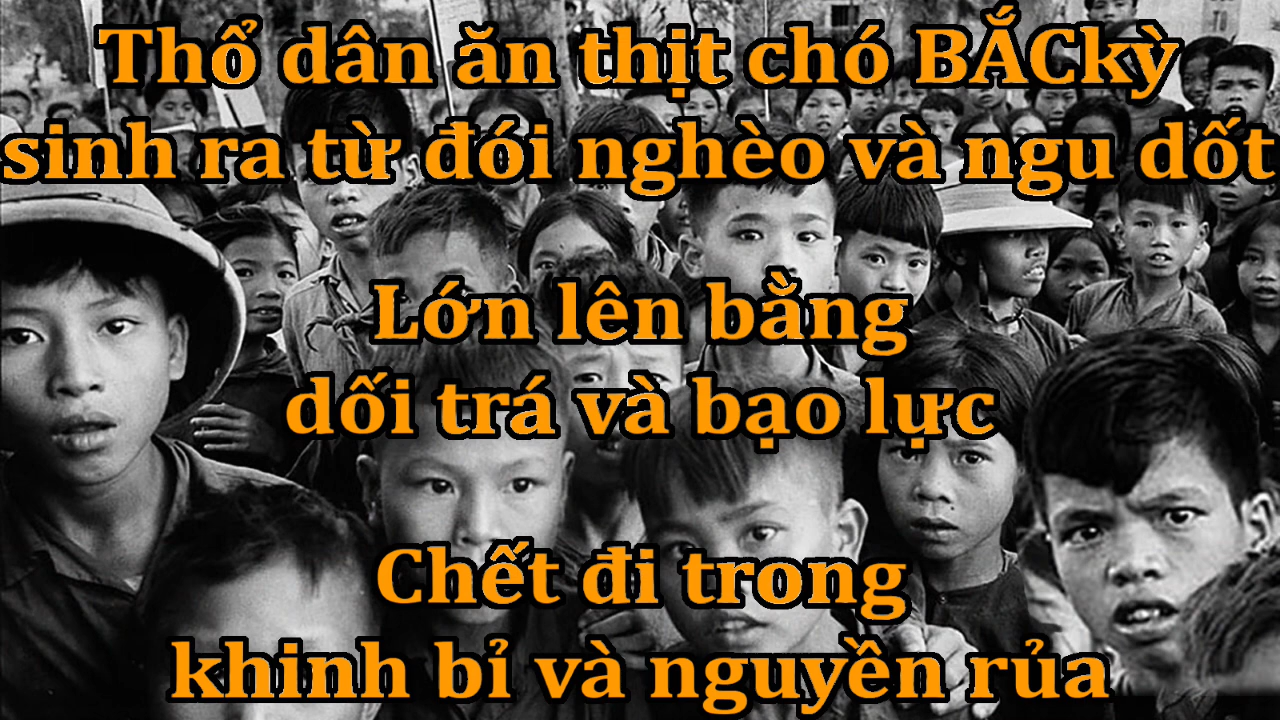 Thổ dân ăn thịt chó BẮCkỳ
sinh ra từ đói nghèo và ngu dốt
Lớn lên bằng
dối trá và bạo lực
Chết đi trong
khinh bỉ và nguyền rủa